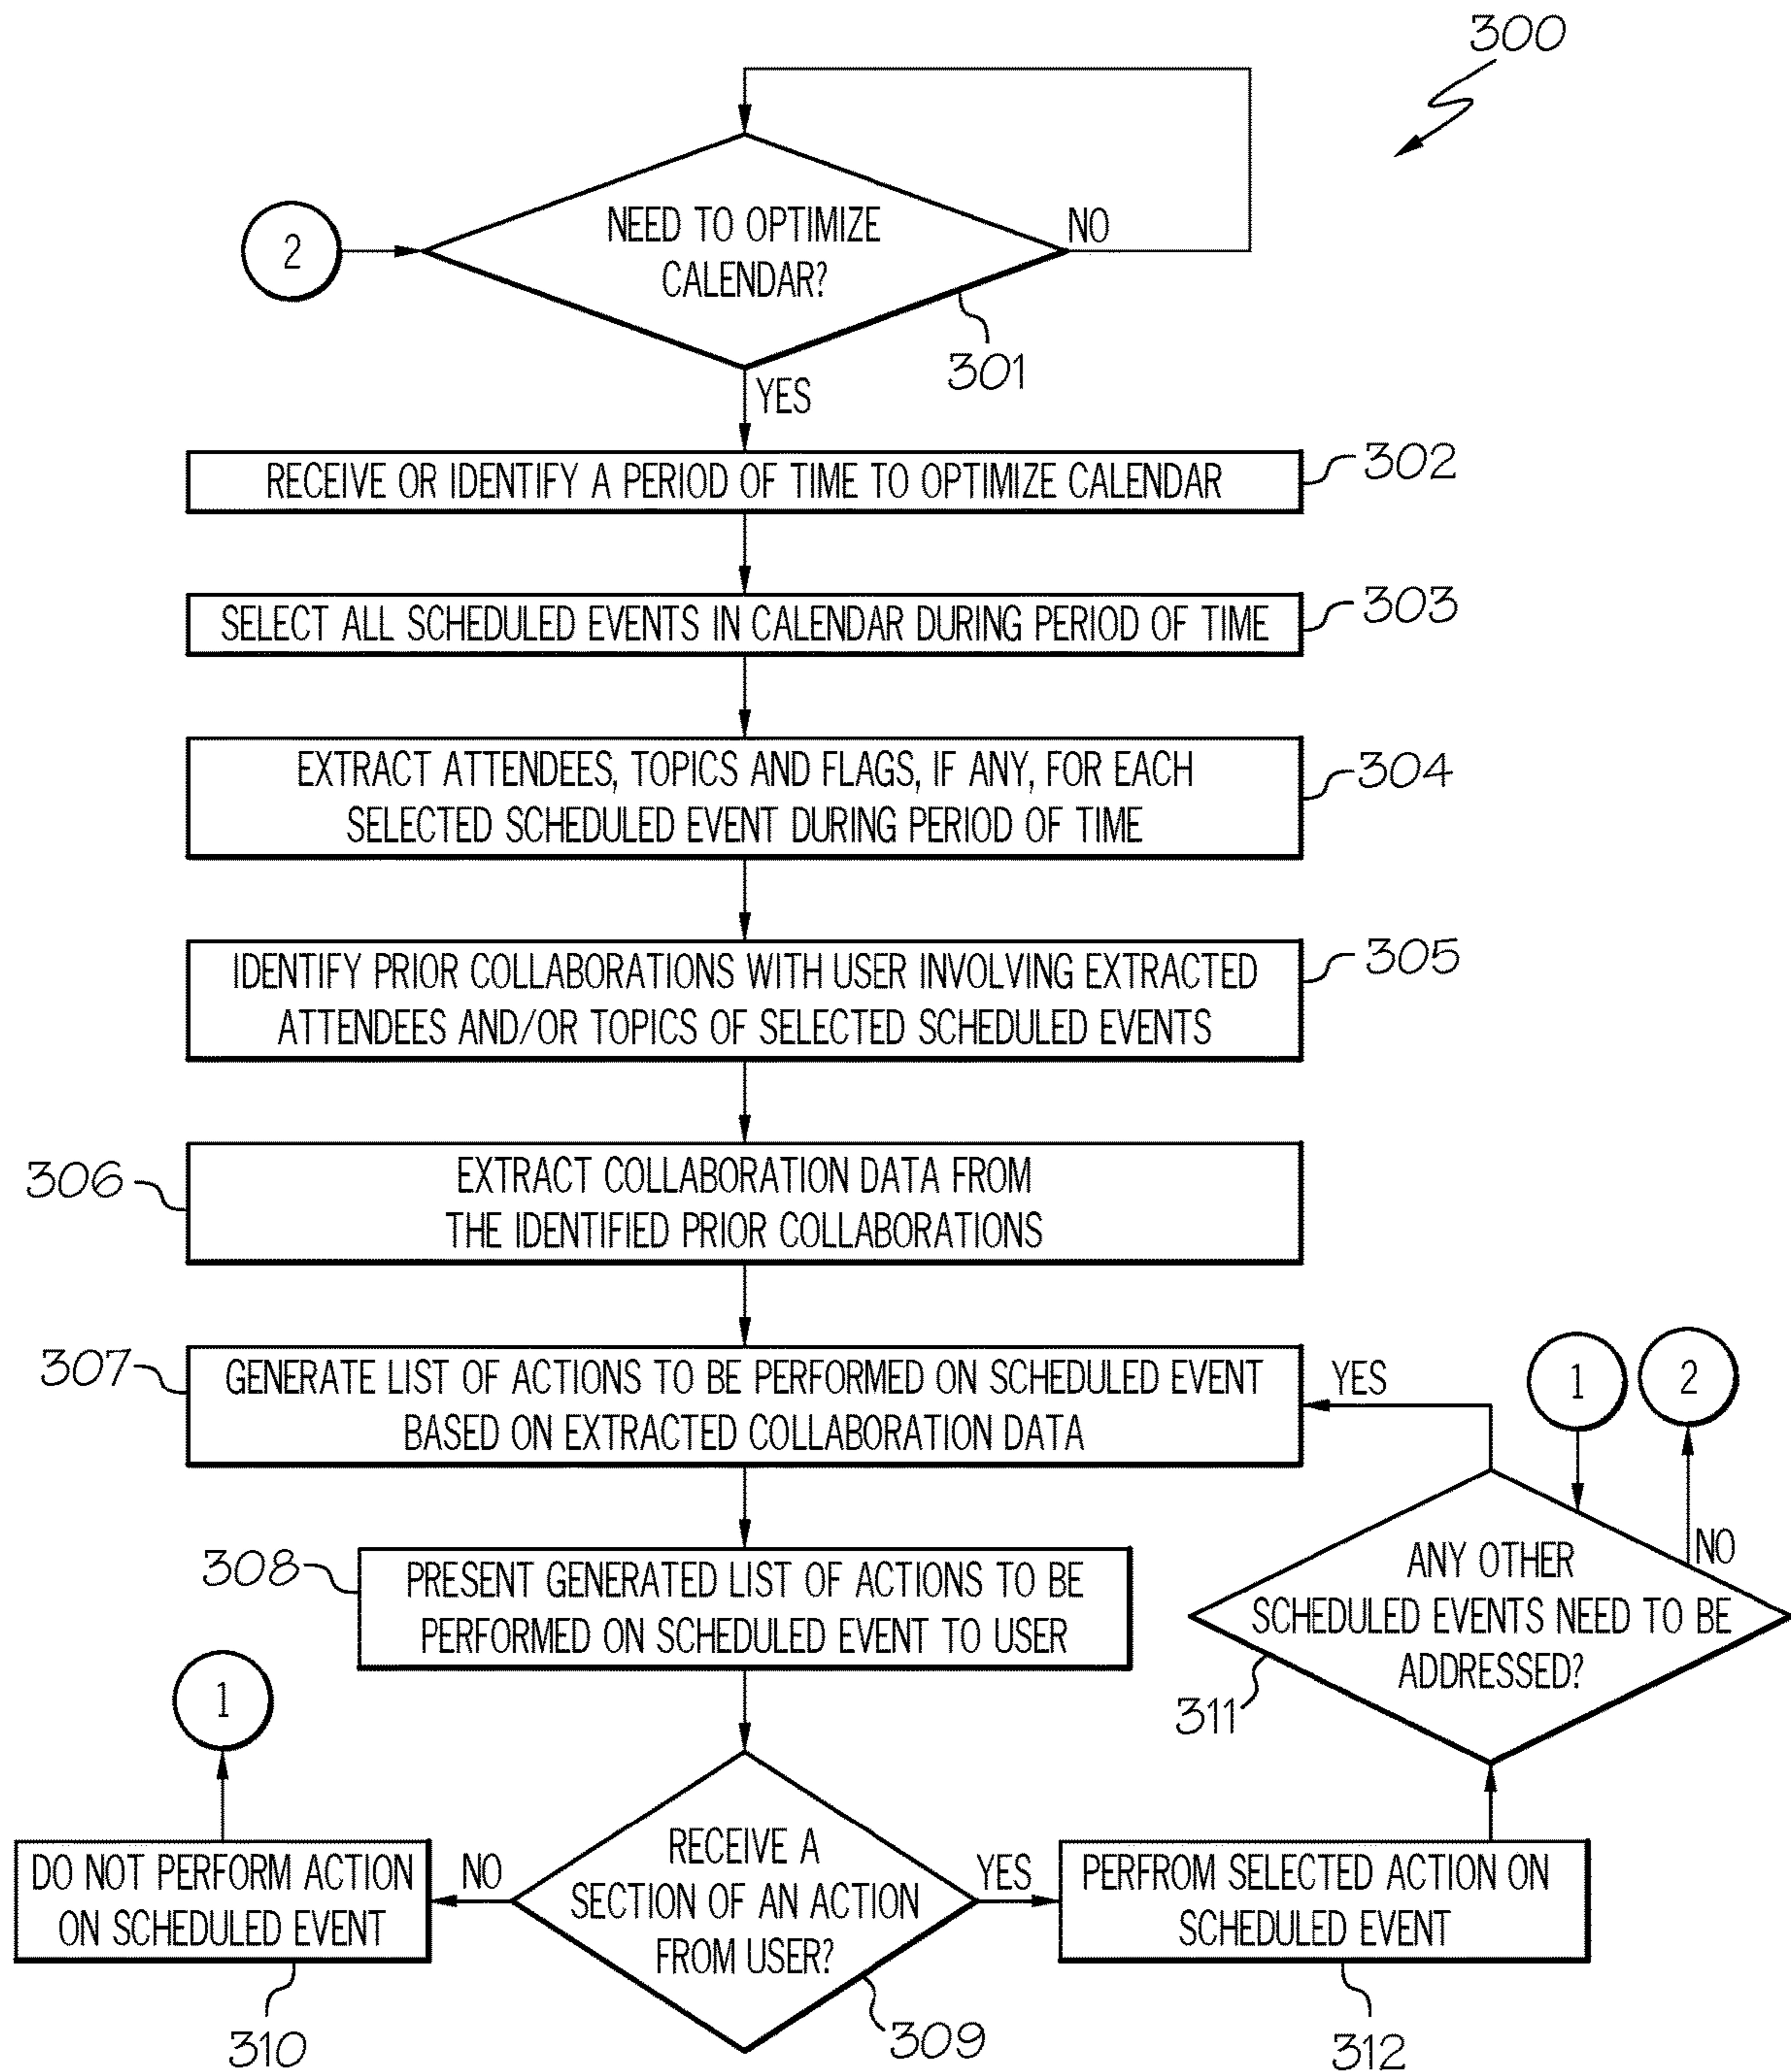 300
2
NEED TO OPTIMIZE
CALENDAR?
NO
301
YES
RECEIVE OR IDENTIFY A PERIOD OF TIME TO OPTIMIZE CALENDAR
302
SELECT ALL SCHEDULED EVENTS IN CALENDAR DURING PERIOD OF TIME
303
EXTRACT ATTENDEES, TOPICS AND FLAGS, IF ANY, FOR EACH
SELECTED SCHEDULED EVENT DURING PERIOD OF TIME
304
IDENTIFY PRIOR COLLABORATIONS WITH USER INVOLVING EXTRACTED
ATTENDEES AND/OR TOPICS OF SELECTED SCHEDULED EVENTS
305
306
EXTRACT COLLABORATION DATA FROM
THE IDENTIFIED PRIOR COLLABORATIONS
307
GENERATE LIST OF ACTIONS TO BE PERFORMED ON SCHEDULED EVENT
BASED ON EXTRACTED COLLABORATION DATA
YES
1
2
308
PRESENT GENERATED LIST OF ACTIONS TO BE
PERFORMED ON SCHEDULED EVENT TO USER
NO
ANY OTHER
SCHEDULED EVENTS NEED TO BE
ADDRESSED?
311
1
DO NOT PERFORM ACTION
ON SCHEDULED EVENT
310
NO
RECEIVE A
SECTION OF AN ACTION
FROM USER?
309
YES
PERFROM SELECTED ACTION ON
SCHEDULED EVENT
312